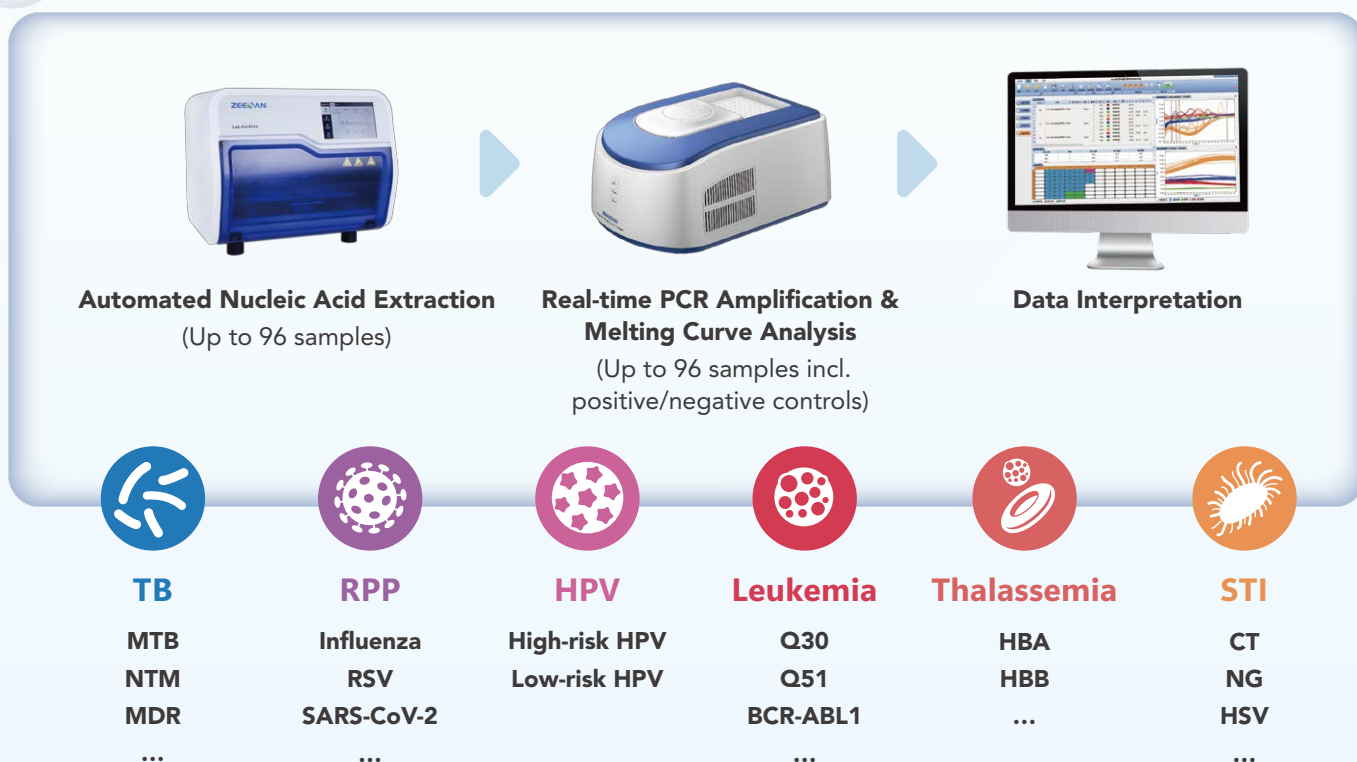 ZEESAN
Lab-Aid
Automated Nucleic Acid Extraction
(Up to 96 samples)
Real-time PCR Amplification &
Melting Curve Analysis
(Up to 96 samples incl.
positive/negative controls)
Data Interpretation
TB
MTB
NTM
MDR
...
RPP
Influenza
RSV
SARS-CoV-2
...
HPV
High-risk HPV
Low-risk HPV
Leukemia
Q30
Q51
BCR-ABL1
...
Thalassemia
HBA
HBB
...
STI
CT
NG
HSV
...